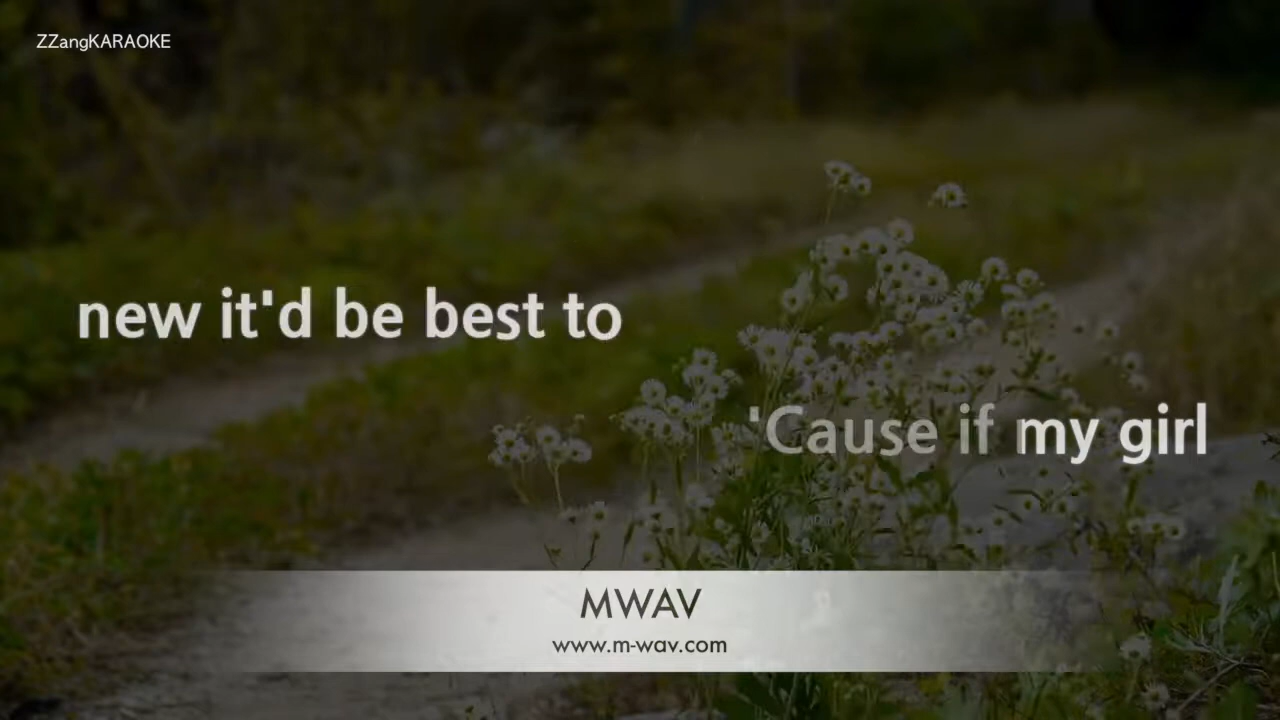 ZZangKARAOKE
new it'd be best to
'Cause if my girl
MWAV
www.m-wav.com